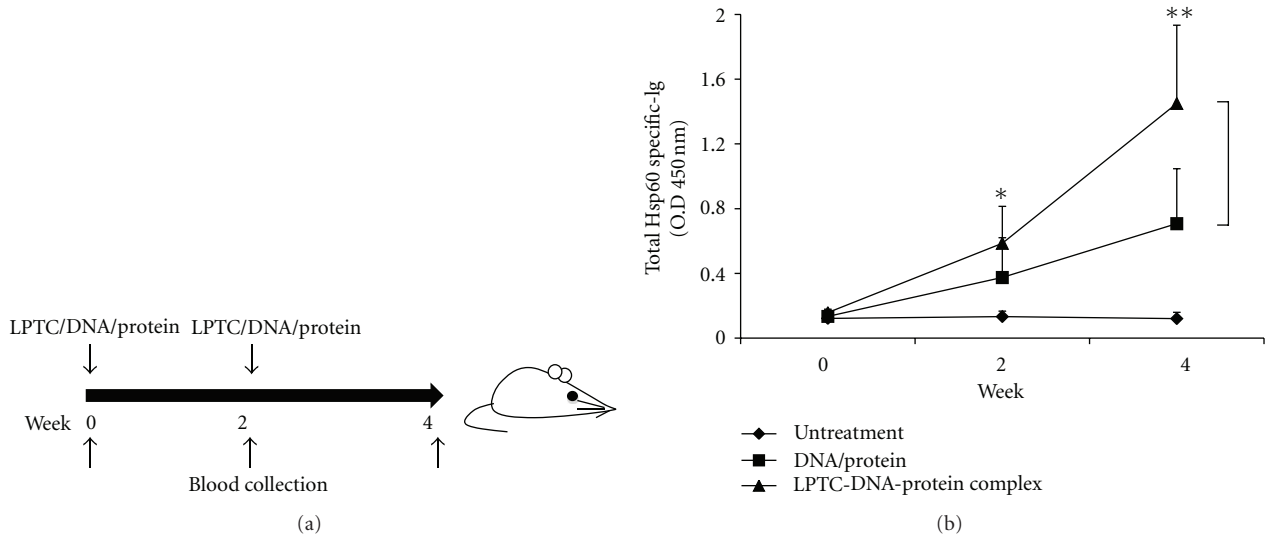 LPTC/DNA/protein LPTC/DNA/protein
Week 0 2 4
Blood collection
(a)
Total Hsp60 specific-Ig
(O.D 450 nm)
2
1.6
1.2
0.8
0.4
0
**
*
0 2 4
Week
Untreatment
DNA/protein
LPTC-DNA-protein complex
(b)